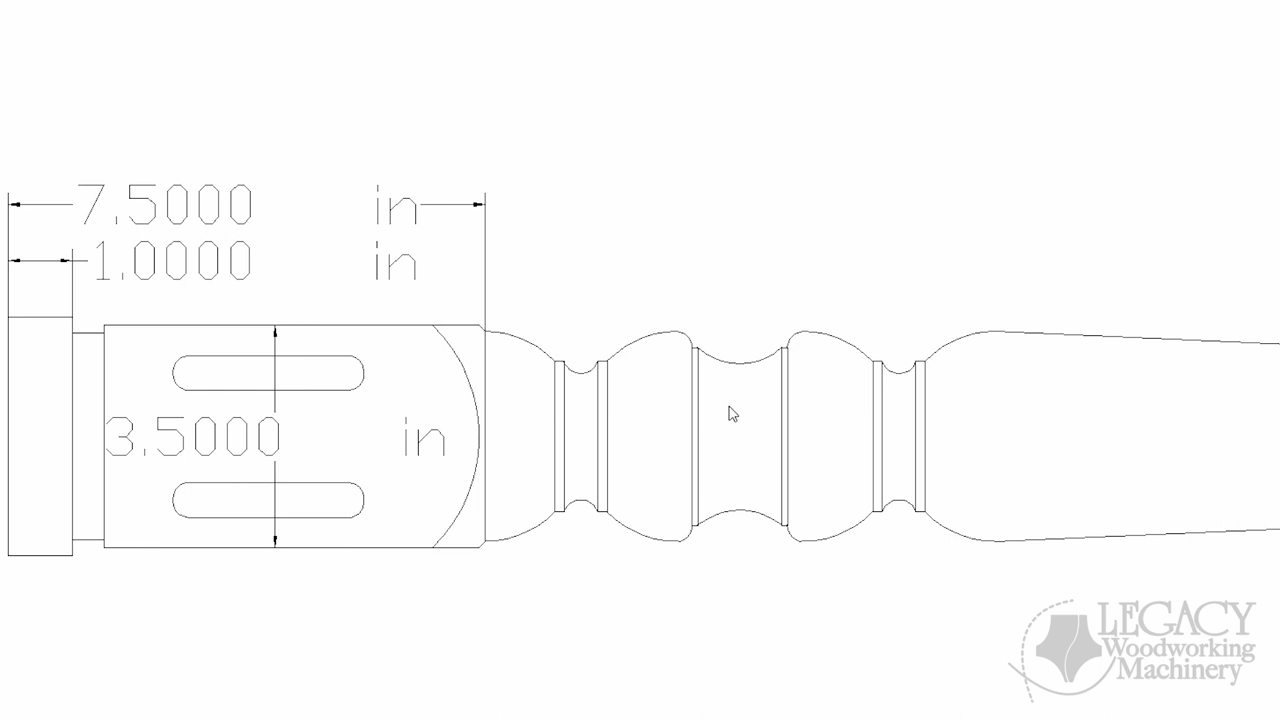 7.5000 in
1.0000 in
3.5000 in
LEGACY
Woodworking
Machinery